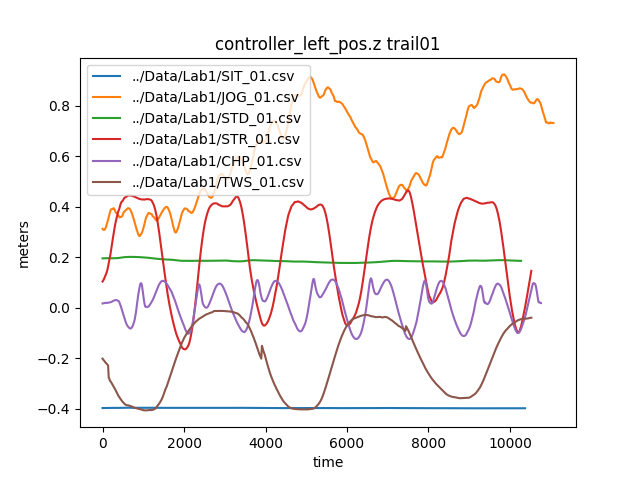 controller_left_pos.z trail01
../Data/Lab1/SIT_01.csv
../Data/Lab1/JOG_01.csv
../Data/Lab1/STD_01.csv
../Data/Lab1/STR_01.csv
../Data/Lab1/CHP_01.csv
../Data/Lab1/TWS_01.csv
meters
0.8
0.6
0.4
0.2
0.0
−0.2
−0.4
0 2000 4000 6000 8000 10000
time